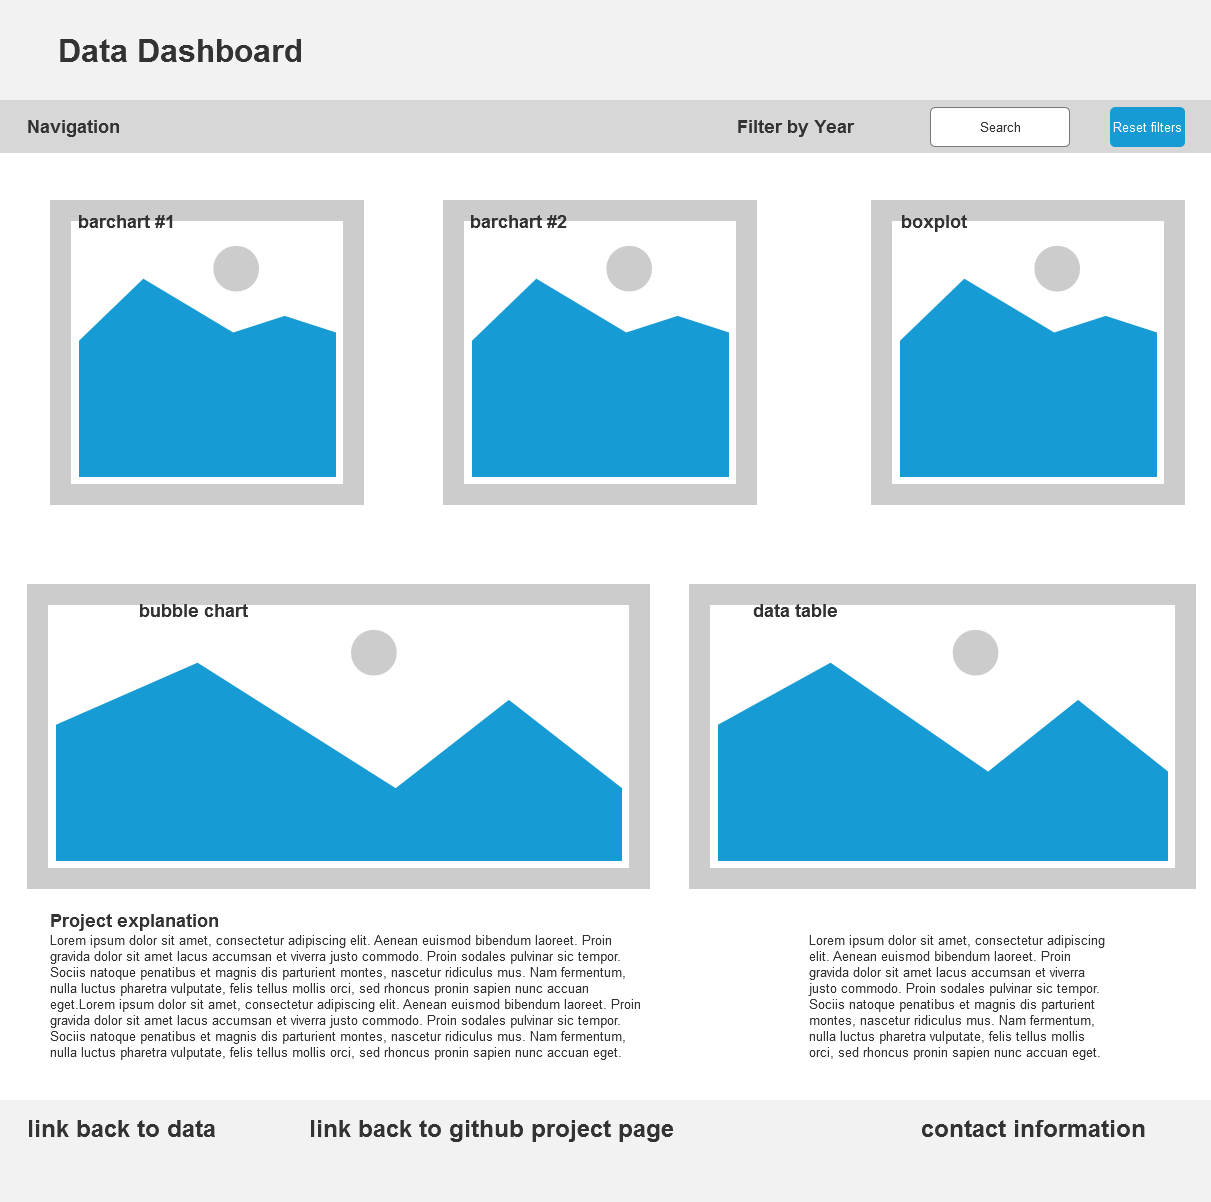 Data Dashboard
Navigation
Filter by Year
Search
Reset filters
barchart #1
barchart #2
boxplot
bubble chart
data table
Project explanation
Lorem ipsum dolor sit amet, consectetur adipiscing elit. Aenean euismod bibendum laoreet. Proin
gravida dolor sit amet lacus accumsan et viverra justo commodo. Proin sodales pulvinar sic tempor.
Sociis natoque penatibus et magnis dis parturient montes, nascetur ridiculus mus. Nam fermentum,
nulla luctus pharetra vulputate, felis tellus mollis orci, sed rhoncus pronin sapien nunc accuan
eget.Lorem ipsum dolor sit amet, consectetur adipiscing elit. Aenean euismod bibendum laoreet. Proin
gravida dolor sit amet lacus accumsan et viverra justo commodo. Proin sodales pulvinar sic tempor.
Sociis natoque penatibus et magnis dis parturient montes, nascetur ridiculus mus. Nam fermentum,
nulla luctus pharetra vulputate, felis tellus mollis orci, sed rhoncus pronin sapien nunc accuan eget.
Lorem ipsum dolor sit amet, consectetur adipiscing
elit. Aenean euismod bibendum laoreet. Proin
gravida dolor sit amet lacus accumsan et viverra
justo commodo. Proin sodales pulvinar sic tempor.
Sociis natoque penatibus et magnis dis parturient
montes, nascetur ridiculus mus. Nam fermentum,
nulla luctus pharetra vulputate, felis tellus mollis
orci, sed rhoncus pronin sapien nunc accuan eget.
link back to data
link back to github project page
contact information